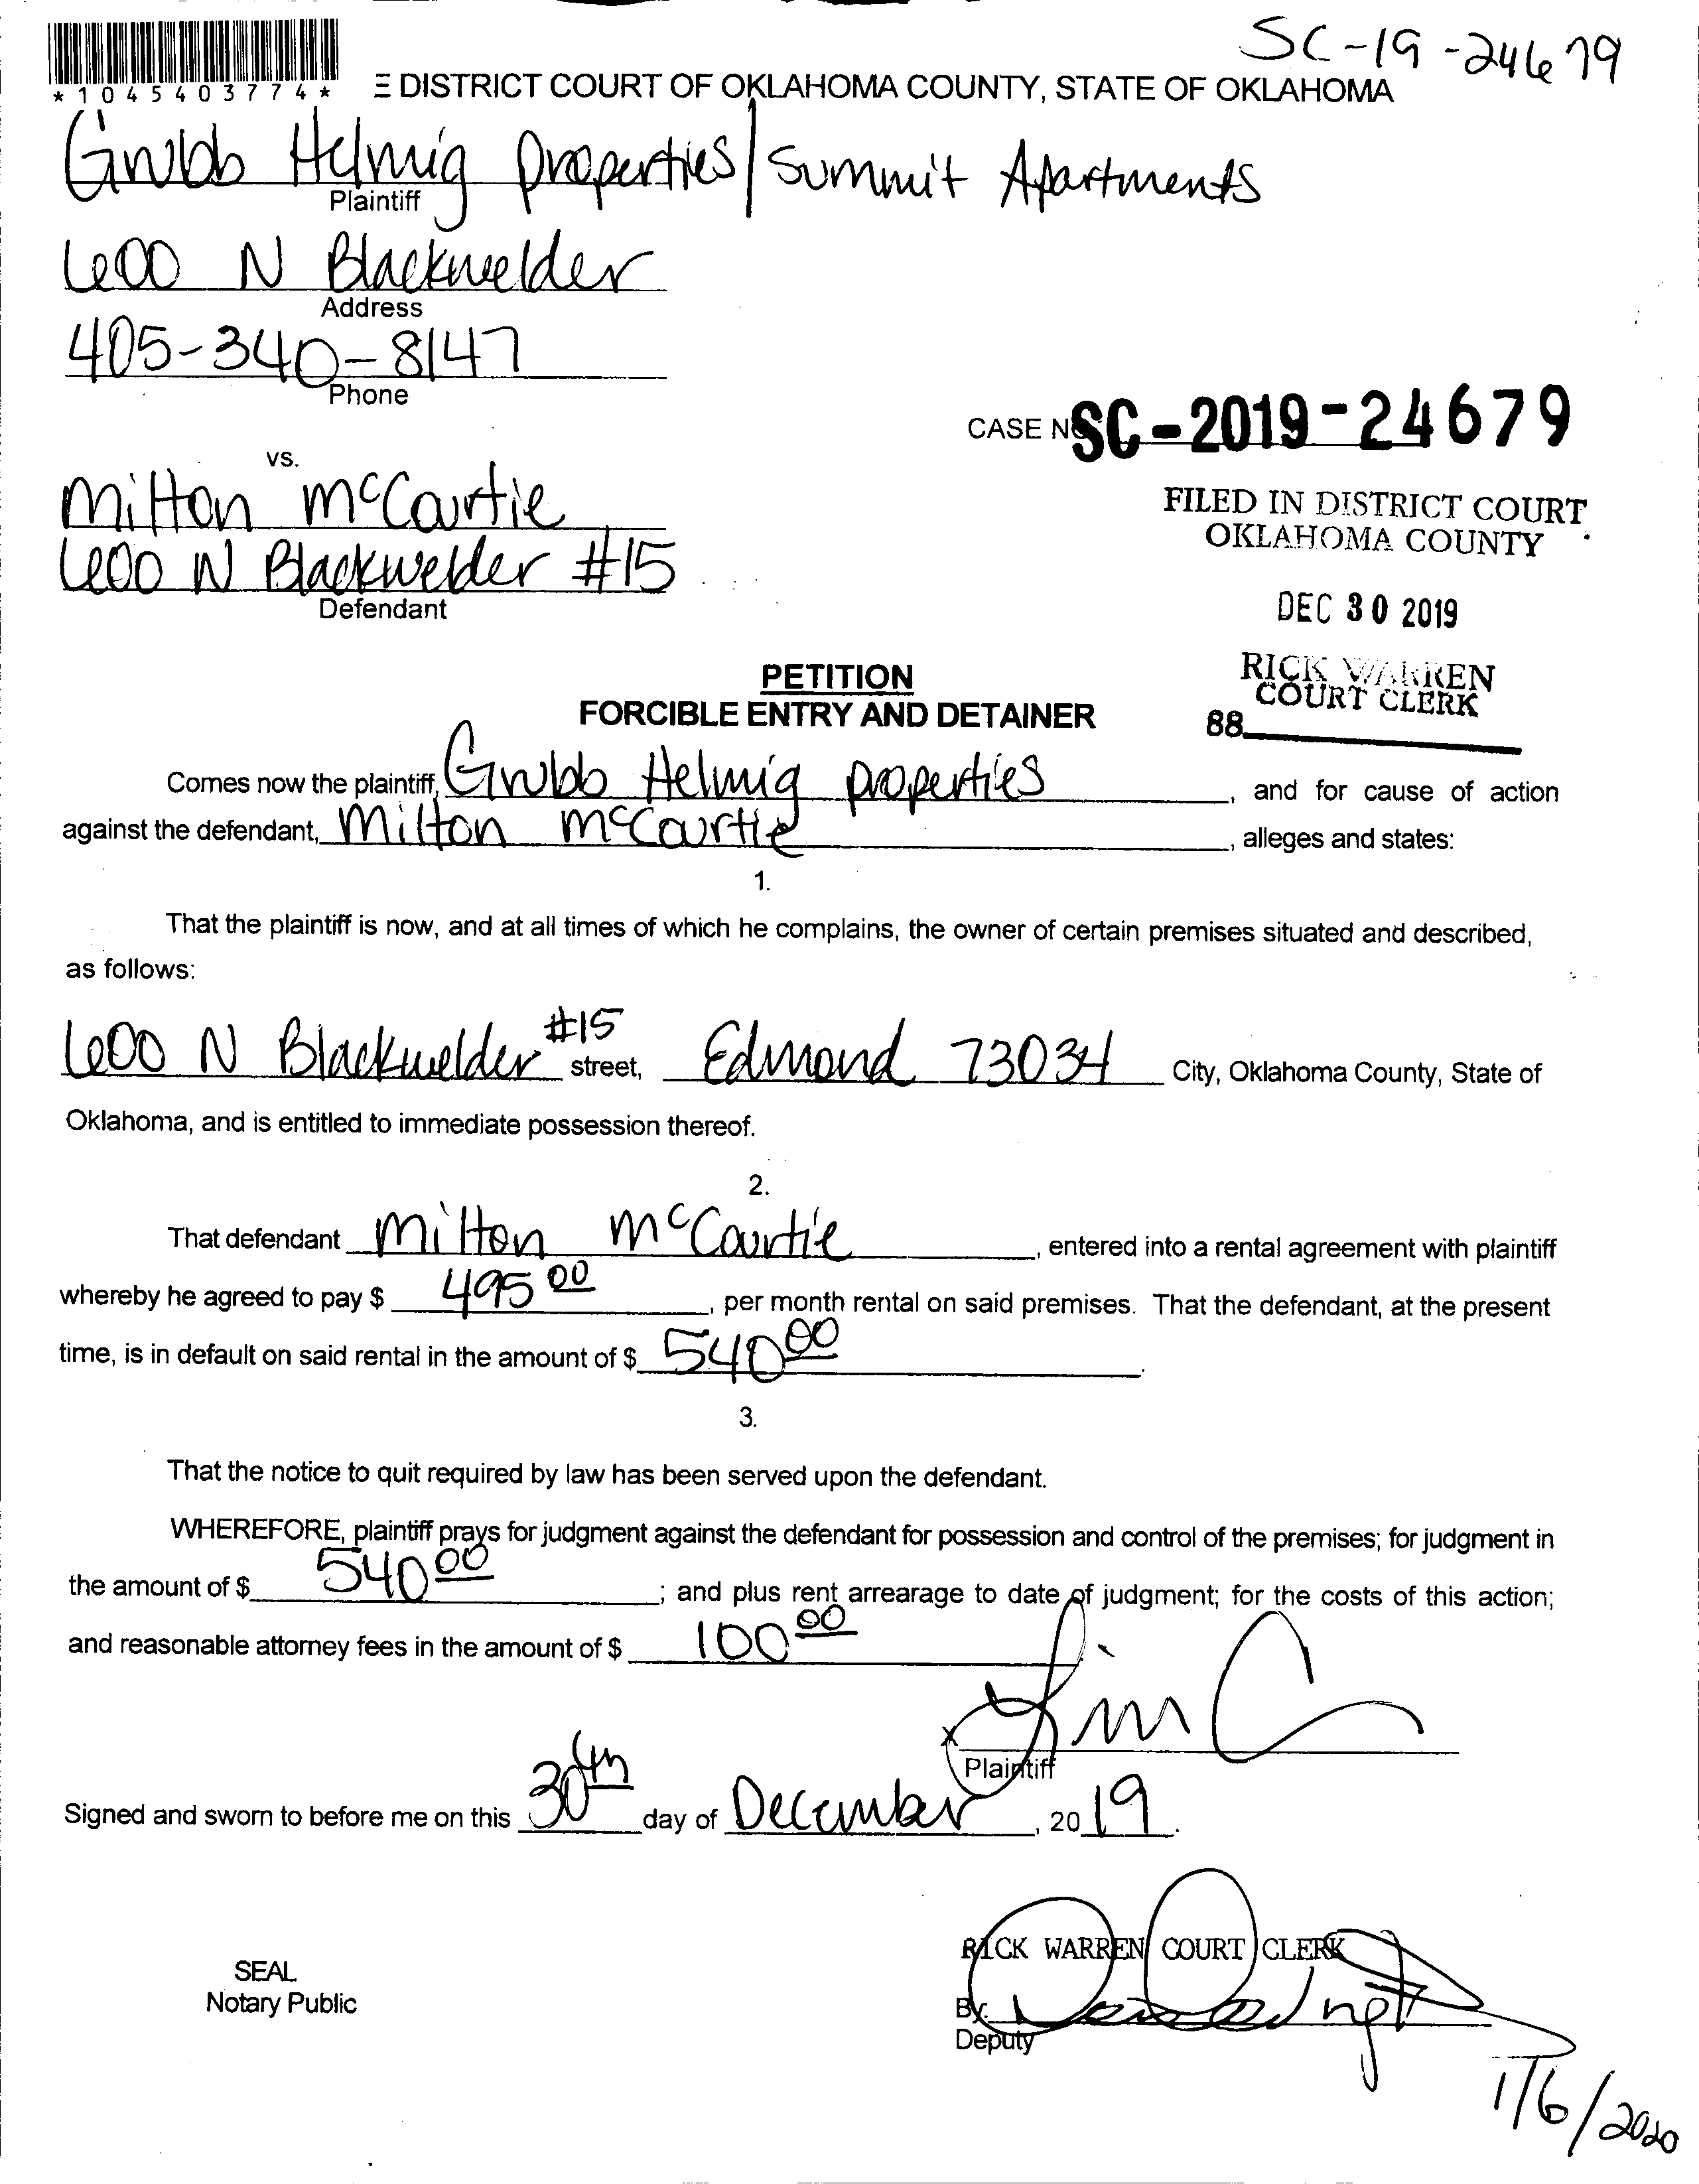 SC-19-24679
*1045403774*
E DISTRICT COURT OF OKLAHOMA COUNTY, STATE OF OKLAHOMA
Grubb Helmig Properties/Summit Apartments
Plaintiff
600 N Blackwelder
Address
405-340-8147
Phone
CASE NO SC-2019-24679
vs.
Milton McCourtie
600 N Blackwelder #15
Defendant
FILED IN DISTRICT COURT
OKLAHOMA COUNTY
DEC 30 2019
RICK WARREN
COURT CLERK
88
PETITION
FORCIBLE ENTRY AND DETAINER
Comes now the plaintiff, Grubb Helmig properties, and for cause of action
against the defendant, Milton McCourtie, alleges and states:
1.
That the plaintiff is now, and at all times of which he complains, the owner of certain premises situated and described,
as follows:
600 N Blackwelder #15 street, Edmond 73034 City, Oklahoma County, State of
Oklahoma, and is entitled to immediate possession thereof.
2.
That defendant Milton McCourtie, entered into a rental agreement with plaintiff
whereby he agreed to pay $ 495 00, per month rental on said premises. That the defendant, at the present
time, is in default on said rental in the amount of $ 540 00.
3.
That the notice to quit required by law has been served upon the defendant.
WHEREFORE, plaintiff prays for judgment against the defendant for possession and control of the premises; for judgment in
the amount of $ 540 00; and plus rent arrearage to date of judgment; for the costs of this action;
and reasonable attorney fees in the amount of $ 100 00
X
Plaintiff
Signed and sworn to before me on this 30th day of December, 2019.
RICK WARREN COURT CLERK
SEAL
Notary Public
By
Deputy
1/6/2020